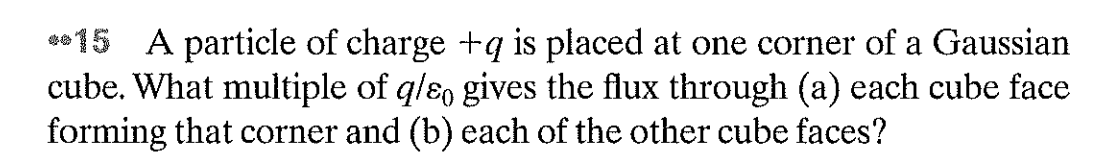 ••15 A particle of charge +q is placed at one corner of a Gaussian
cube. What multiple of q/ε₀ gives the flux through (a) each cube face
forming that corner and (b) each of the other cube faces?